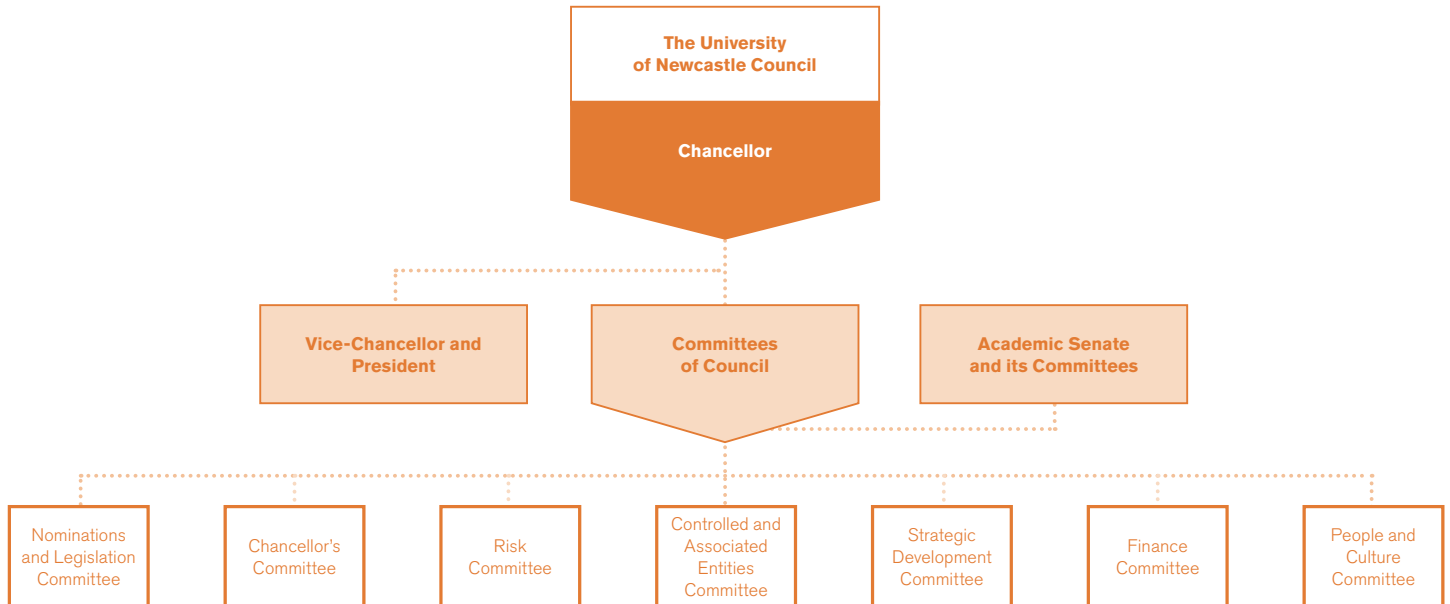 The University
of Newcastle Council
Chancellor
Vice-Chancellor and
President
Committees
of Council
Academic Senate
and its Committees
Nominations
and Legislation
Committee
Chancellor's
Committee
Risk
Committee
Controlled and
Associated
Entities
Committee
Strategic
Development
Committee
Finance
Committee
People and
Culture
Committee